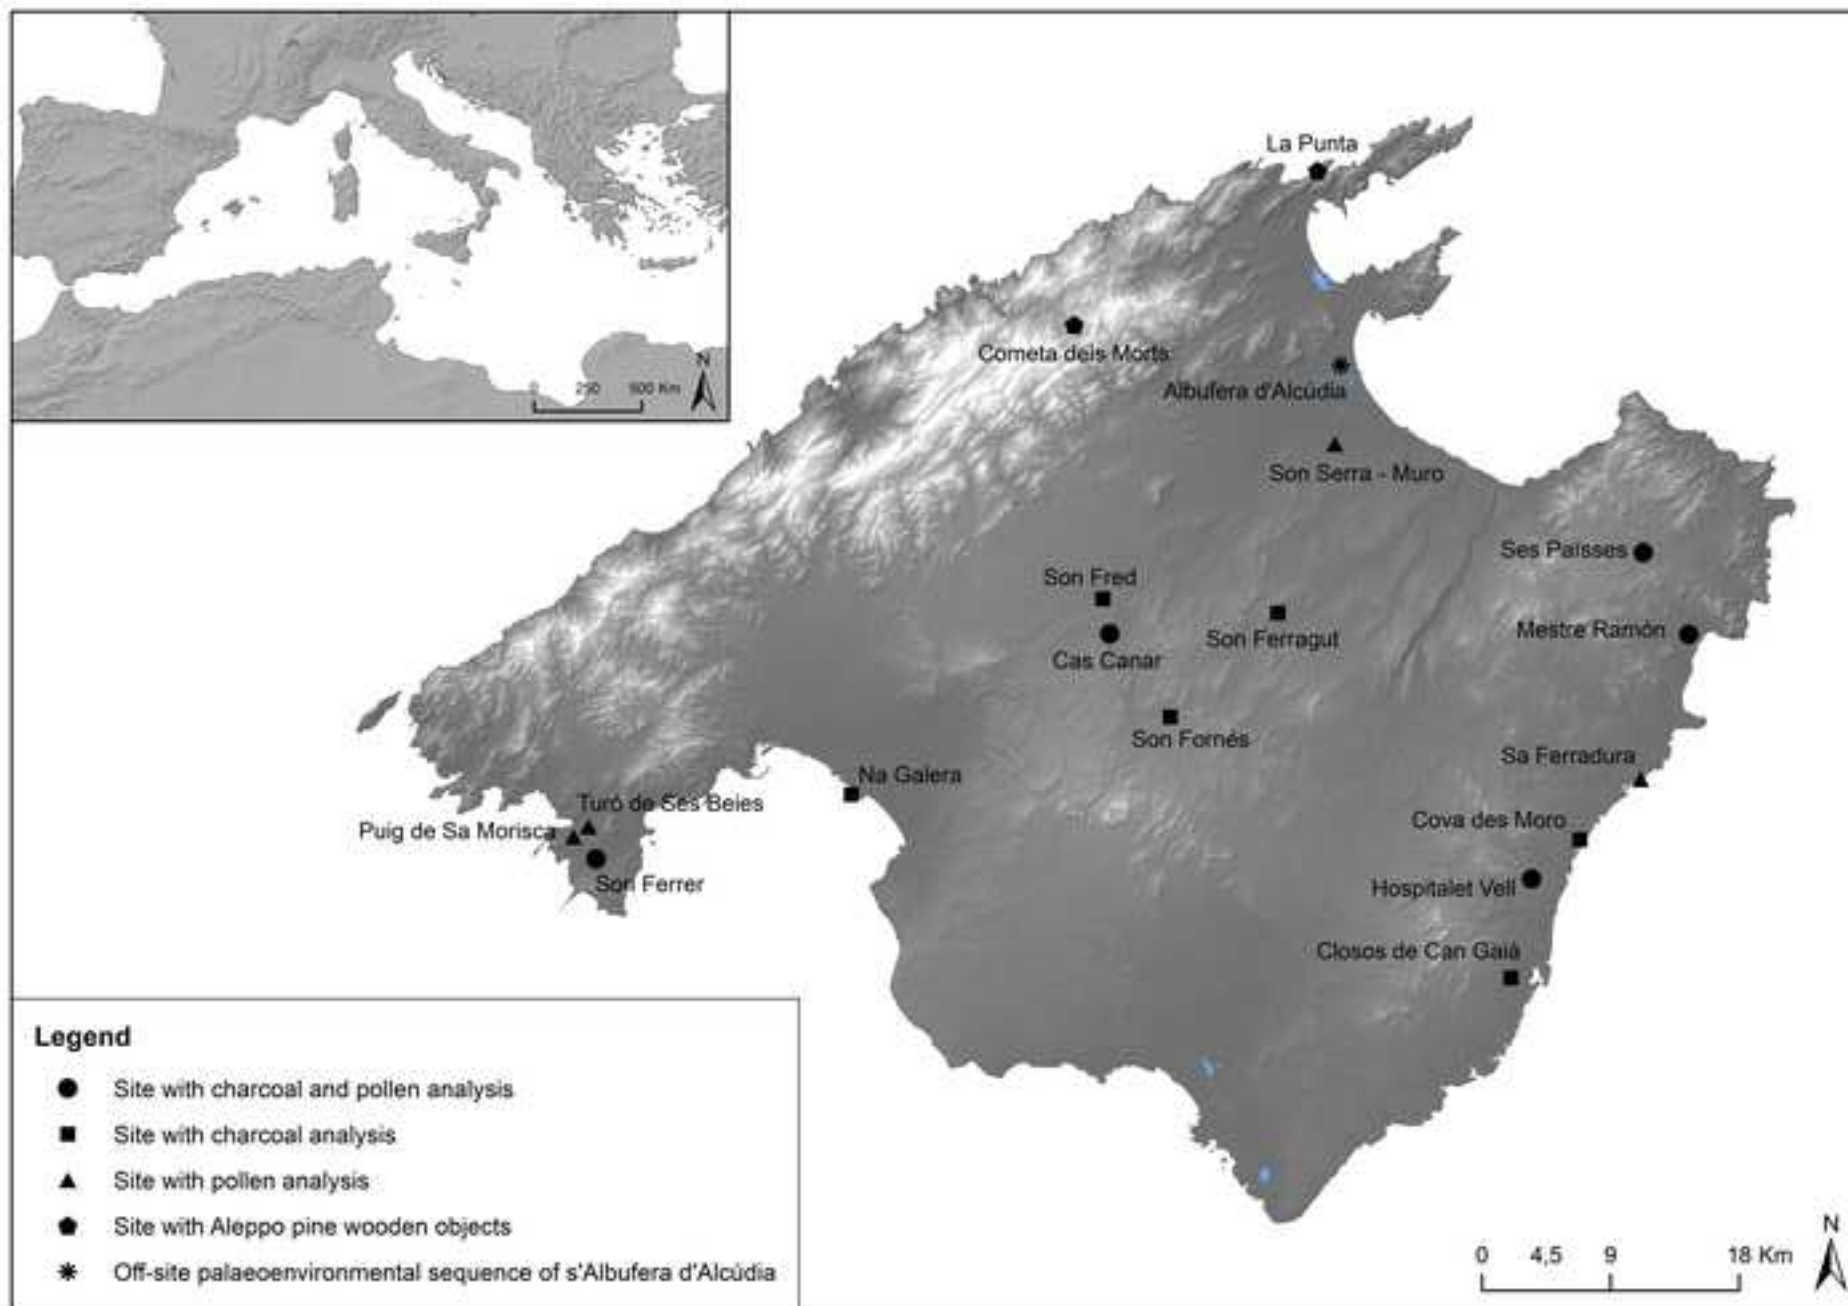 N
0 250 500 Km
La Punta
Cometa deis Morts
Albufera d'Alcúdia
Son Serra - Muro
Ses Païsses
Son Fred
Mestre Ramón
Son Ferragut
Cas Canar
Son Fornés
Sa Ferradura
Na Galera
Turó de Ses Beies
Cova des Moro
Puig de Sa Morisca
Son Ferrer
Hospitalet Vell
Closos de Can Gaià
Legend
Site with charcoal and pollen analysis
Site with charcoal analysis
Site with pollen analysis
Site with Aleppo pine wooden objects
Off-site palaeoenvironmental sequence of s'Albufera d'Alcúdia
N
0 4,5 9 18 Km